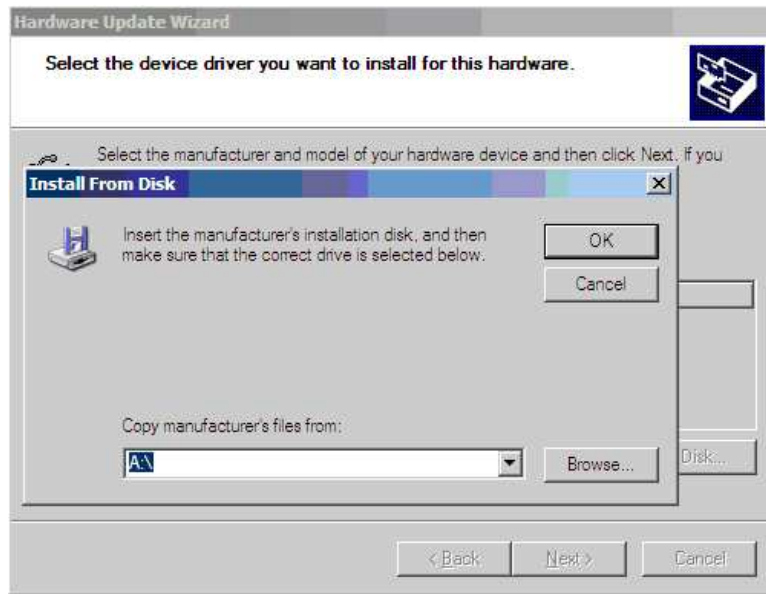 Hardware Update Wizard
Select the device driver you want to install for this hardware.
Select the manufacturer and model of your hardware device and then click Next. If you
Install From Disk
Insert the manufacturer's installation disk, and then
make sure that the correct drive is selected below.
OK
Cancel
Copy manufacturer's files from:
A:\
Browse...
Disk...
< Back
Next >
Cancel